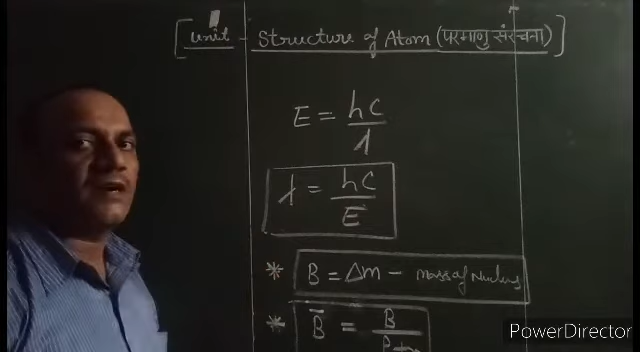 [unit - Structure of Atom (परमाणु संरचना)]
E = hc/λ
λ = hc/E
* B = Δm - mass of Nucleus
* B̄ = B/
PowerDirector